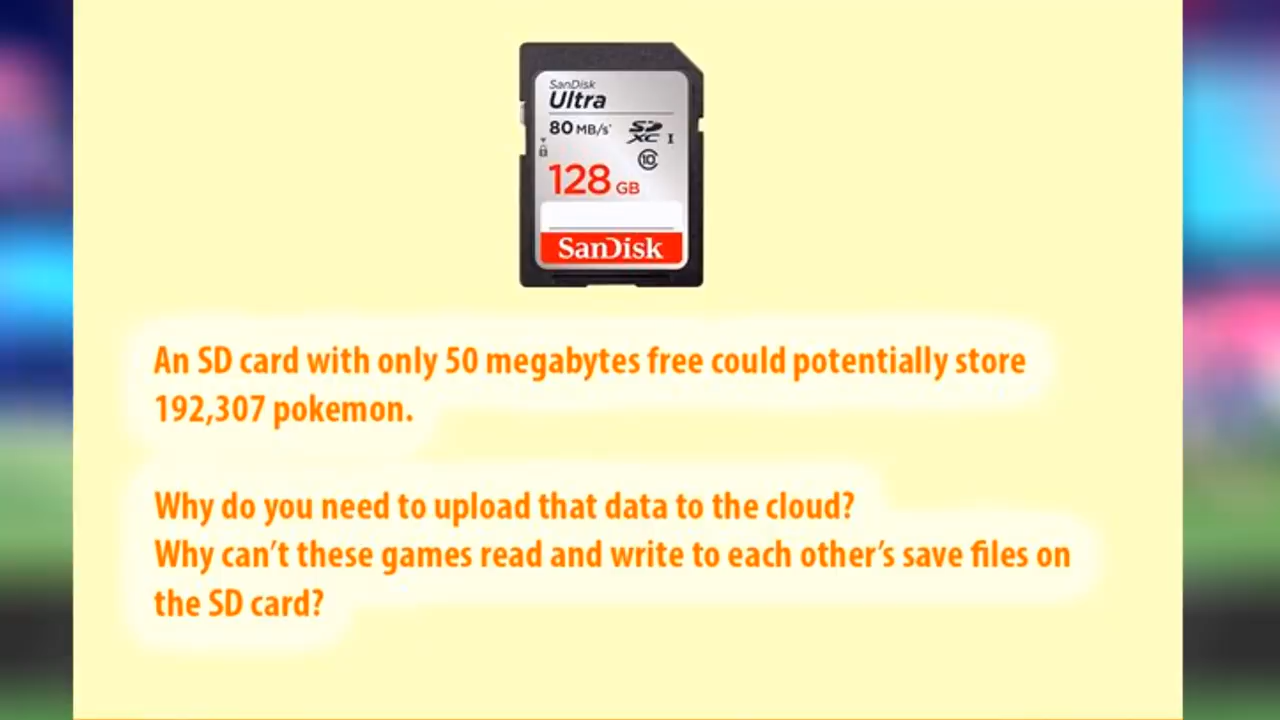 SanDisk
Ultra
80 MB/s*
SD XC I
10
128 GB
SanDisk
An SD card with only 50 megabytes free could potentially store
192,307 pokemon.
Why do you need to upload that data to the cloud?
Why can't these games read and write to each other's save files on
the SD card?